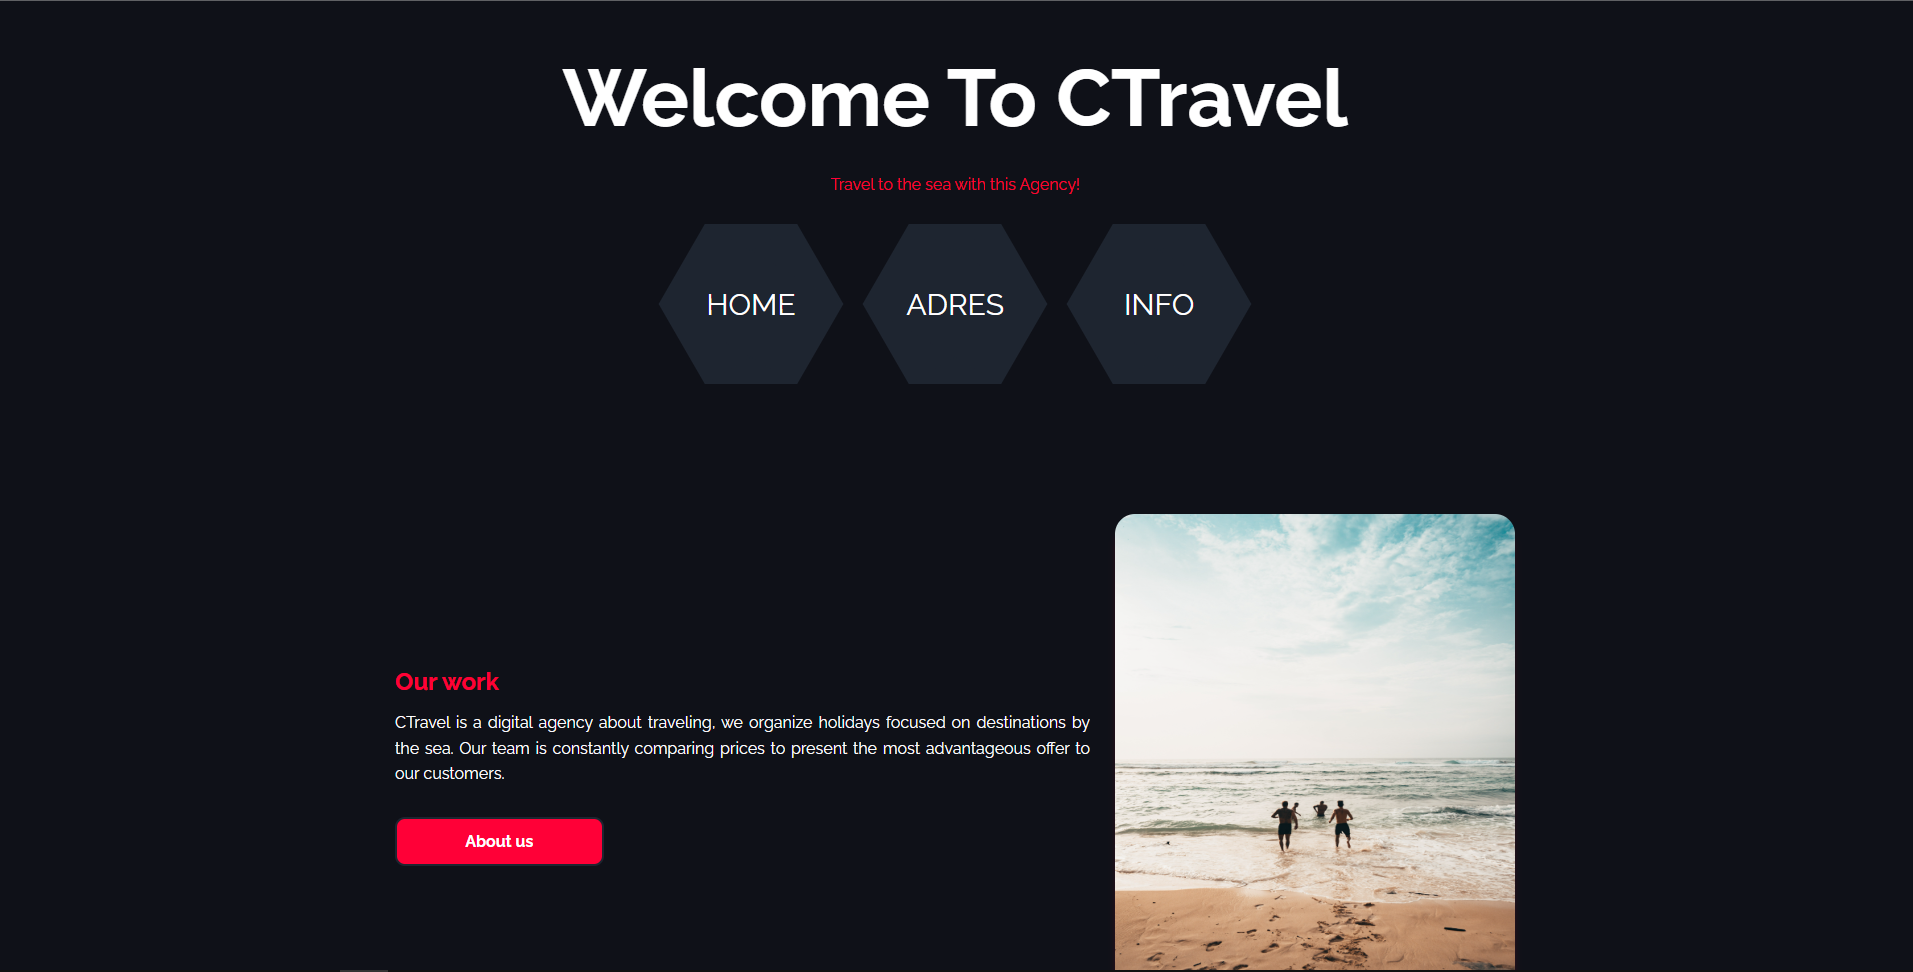 Welcome To CTravel
Travel to the sea with this Agency!
HOME
ADRES
INFO
Our work
CTravel is a digital agency about traveling, we organize holidays focused on destinations by
the sea. Our team is constantly comparing prices to present the most advantageous offer to
our customers.
About us